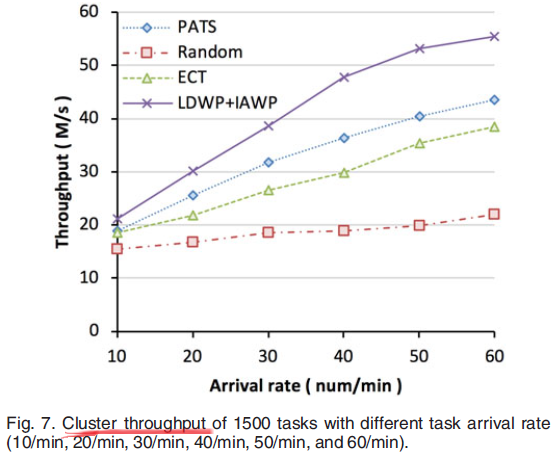 60
50
40
30
20
10
0
Throughput ( M/s )
PATS
Random
ECT
LDWP+IAWP
10 20 30 40 50 60
Arrival rate ( num/min )
Fig. 7. Cluster throughput of 1500 tasks with different task arrival rate
(10/min, 20/min, 30/min, 40/min, 50/min, and 60/min).